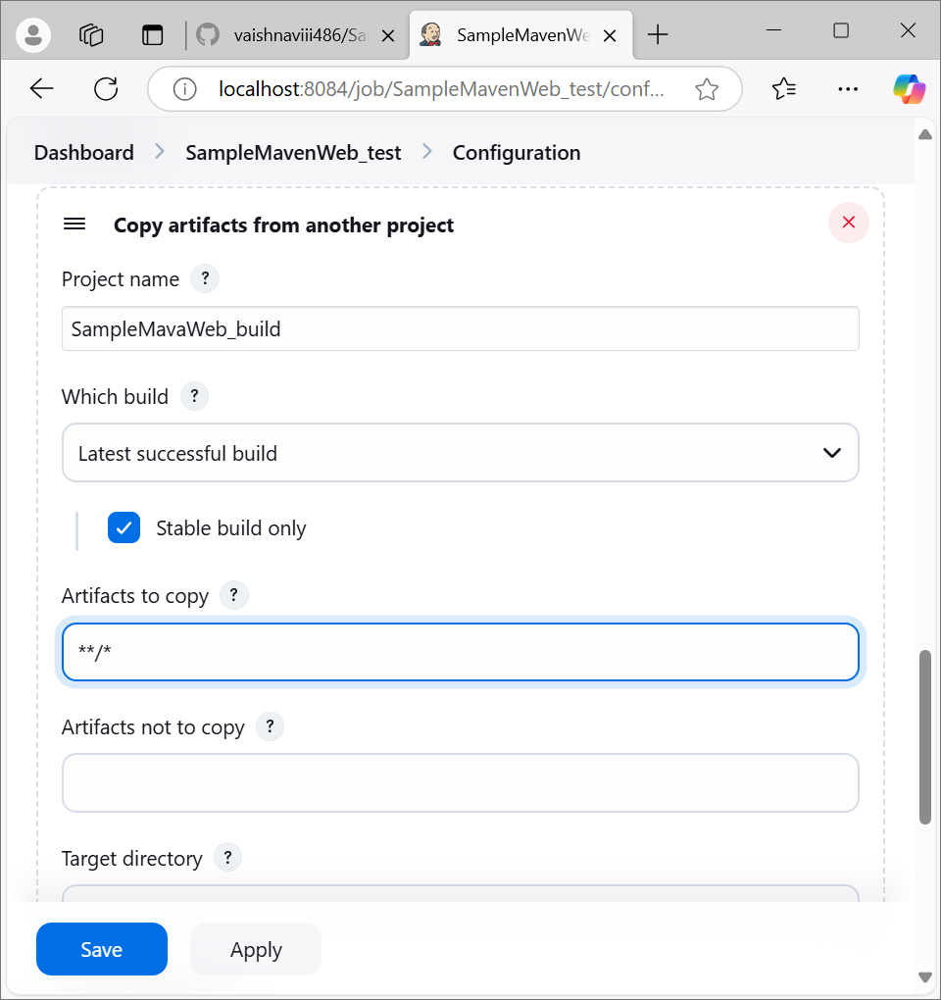 vaishnaviii486/Sa
SampleMavenWe
localhost:8084/job/SampleMavenWeb_test/conf...
Dashboard > SampleMavenWeb_test > Configuration
Copy artifacts from another project
Project name ?
SampleMavaWeb_build
Which build ?
Latest successful build
Stable build only
Artifacts to copy ?
**/*
Artifacts not to copy ?
Target directory ?
Save Apply